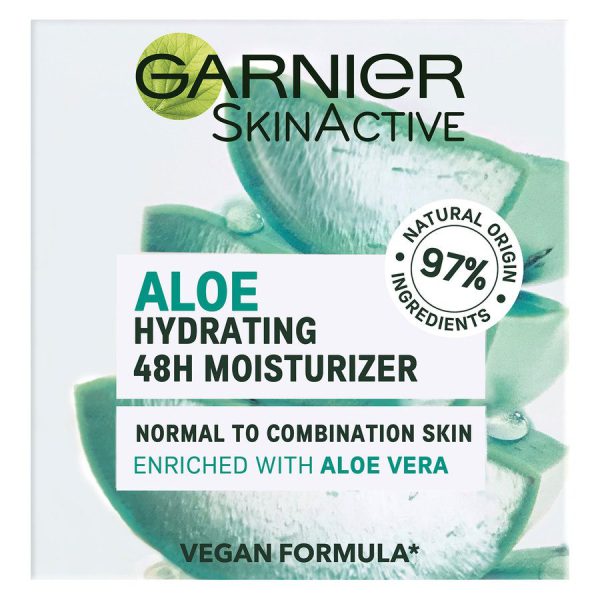 GARNIER
SKINACTIVE
NATURAL ORIGIN
97%
INGREDIENTS
ALOE
HYDRATING
48H MOISTURIZER
NORMAL TO COMBINATION SKIN
ENRICHED WITH ALOE VERA
VEGAN FORMULA*